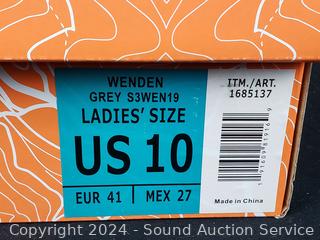 WENDEN
GREY S3WEN19
LADIES' SIZE
US 10
EUR 41 | MEX 27
ITM./ART.
1685137
Made in China
Copyright 2024 - Sound Auction Service